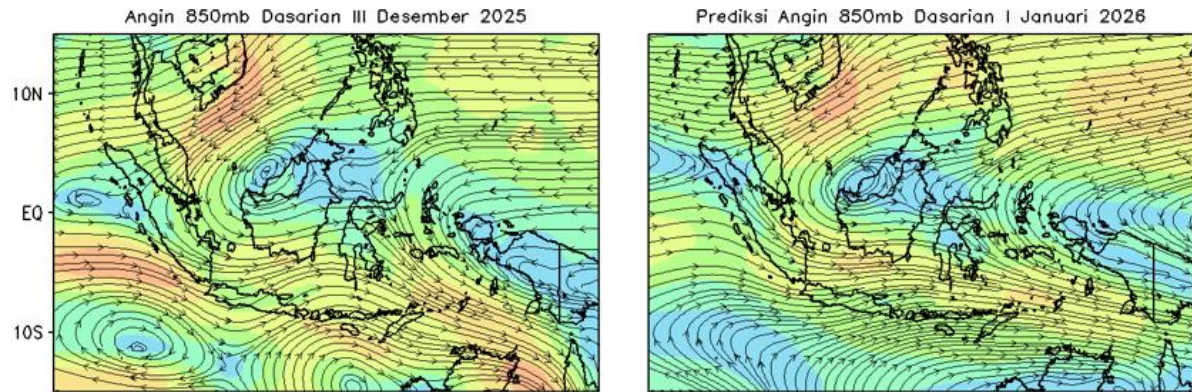 Angin 850mb Dasarian III Desember 2025
Prediksi Angin 850mb Dasarian I Januari 2026
10N
EQ
10S